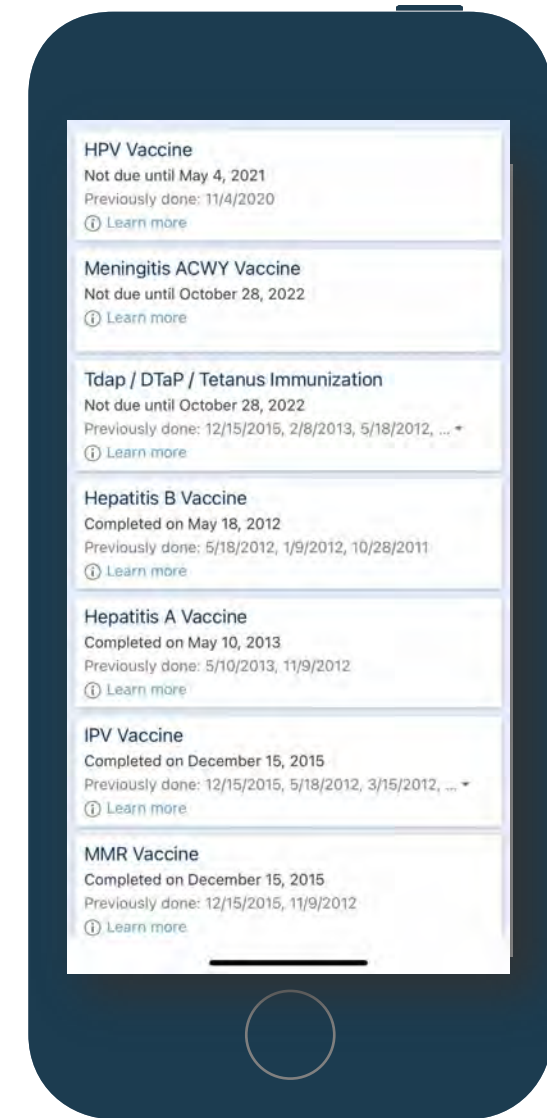 HPV Vaccine
Not due until May 4, 2021
Previously done: 11/4/2020
Learn more
Meningitis ACWY Vaccine
Not due until October 28, 2022
Learn more
Tdap / DTaP / Tetanus Immunization
Not due until October 28, 2022
Previously done: 12/15/2015, 2/8/2013, 5/18/2012, ...
Learn more
Hepatitis B Vaccine
Completed on May 18, 2012
Previously done: 5/18/2012, 1/9/2012, 10/28/2011
Learn more
Hepatitis A Vaccine
Completed on May 10, 2013
Previously done: 5/10/2013, 11/9/2012
Learn more
IPV Vaccine
Completed on December 15, 2015
Previously done: 12/15/2015, 5/18/2012, 3/15/2012, ...
Learn more
MMR Vaccine
Completed on December 15, 2015
Previously done: 12/15/2015, 11/9/2012
Learn more